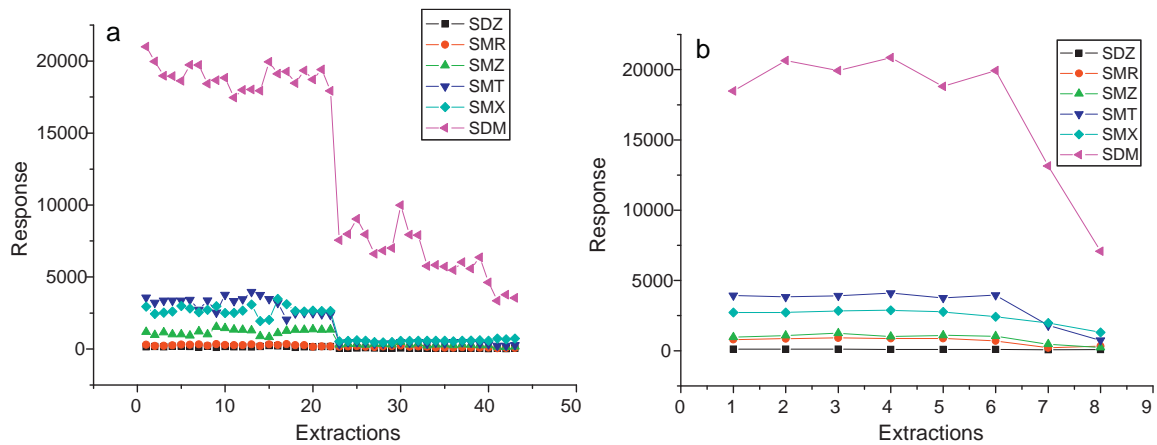 a
SDZ
SMR
SMZ
SMT
SMX
SDM
20000
15000
10000
5000
0
Response
0 10 20 30 40 50
Extractions
b
SDZ
SMR
SMZ
SMT
SMX
SDM
20000
15000
10000
5000
0
Response
0 1 2 3 4 5 6 7 8 9
Extractions